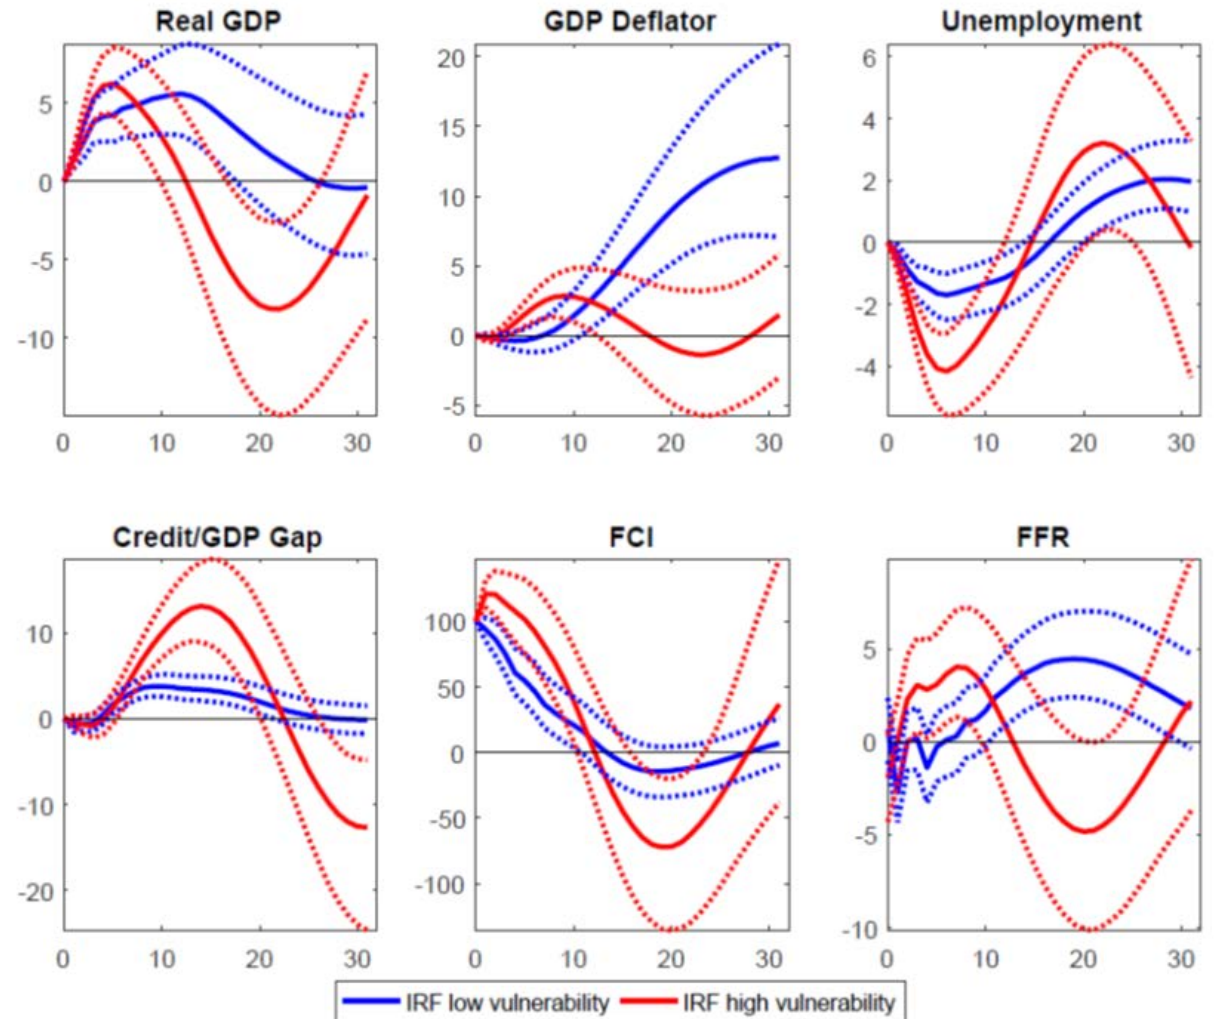 Real GDP
5
0
-5
-10
0 10 20 30
GDP Deflator
20
15
10
5
0
-5
0 10 20 30
Unemployment
6
4
2
0
-2
-4
0 10 20 30
Credit/GDP Gap
10
0
-10
-20
0 10 20 30
FCI
100
50
0
-50
-100
0 10 20 30
FFR
5
0
-5
-10
0 10 20 30
IRF low vulnerability IRF high vulnerability